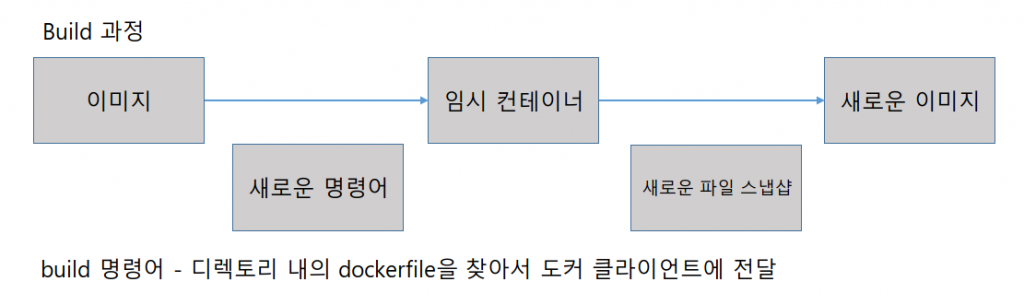 Build 과정
이미지
임시 컨테이너
새로운 이미지
새로운 명령어
새로운 파일 스냅샷
build 명령어 - 디렉토리 내의 dockerfile을 찾아서 도커 클라이언트에 전달